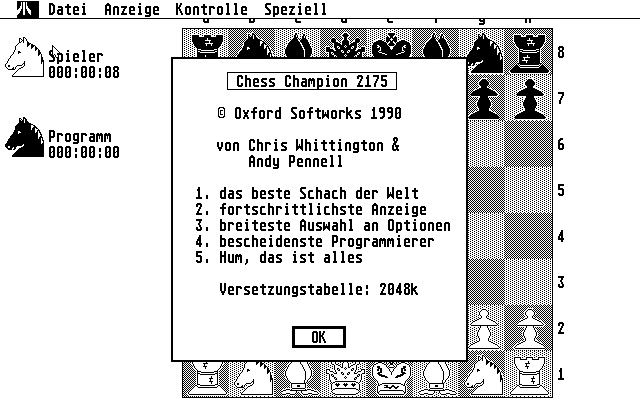 Datei Anzeige Kontrolle Speziell
Spieler
000:00:08
Programm
000:00:00
Chess Champion 2175
© Oxford Softworks 1990
von Chris Whittington &
Andy Pennell
1. das beste Schach der Welt
2. fortschrittlichste Anzeige
3. breiteste Auswahl an Optionen
4. bescheidenste Programmierer
5. Hum, das ist alles
Versetzungstabelle: 2048k
OK
8
7
6
5
4
3
2
1